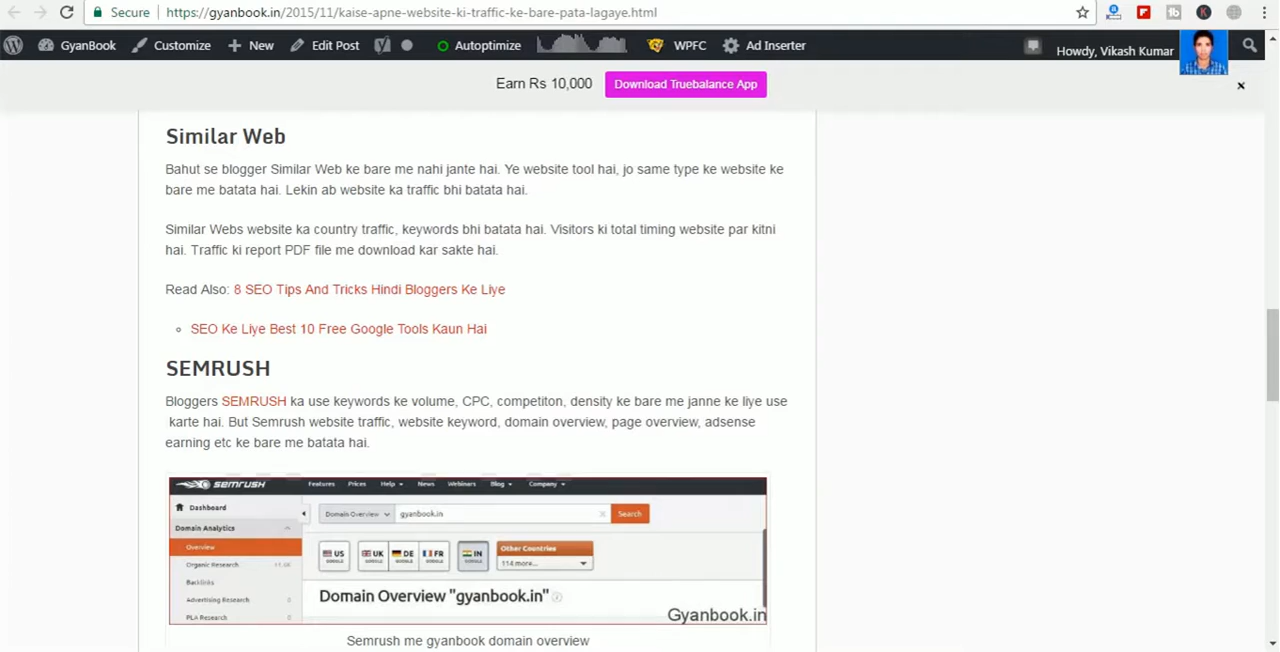 Secure https://gyanbook.in/2015/11/kaise-apne-website-ki-traffic-ke-bare-pata-lagaye.html
GyanBook Customize New Edit Post Autoptimize WPFC Ad Inserter Howdy, Vikash Kumar
Earn Rs 10,000 Download Truebalance App
Similar Web
Bahut se blogger Similar Web ke bare me nahi jante hai. Ye website tool hai, jo same type ke website ke
bare me batata hai. Lekin ab website ka traffic bhi batata hai.
Similar Webs website ka country traffic, keywords bhi batata hai. Visitors ki total timing website par kitni
hai. Traffic ki report PDF file me download kar sakte hai.
Read Also: 8 SEO Tips And Tricks Hindi Bloggers Ke Liye
SEO Ke Liye Best 10 Free Google Tools Kaun Hai
SEMRUSH
Bloggers SEMRUSH ka use keywords ke volume, CPC, competiton, density ke bare me janne ke liye use
karte hai. But Semrush website traffic, website keyword, domain overview, page overview, adsense
earning etc ke bare me batata hai.
SEMRUSH Features Prices Help News Webinars Blog Company
Dashboard Domain Overview gyanbook.in Search
Domain Analytics
Overview US UK DE FR IN Other Countries
GOOGLE GOOGLE GOOGLE GOOGLE GOOGLE 114 more...
Organic Research
Backlinks
Domain Overview "gyanbook.in"
Advertising Research 0
PLA Research 0
Gyanbook.in
Semrush me gyanbook domain overview